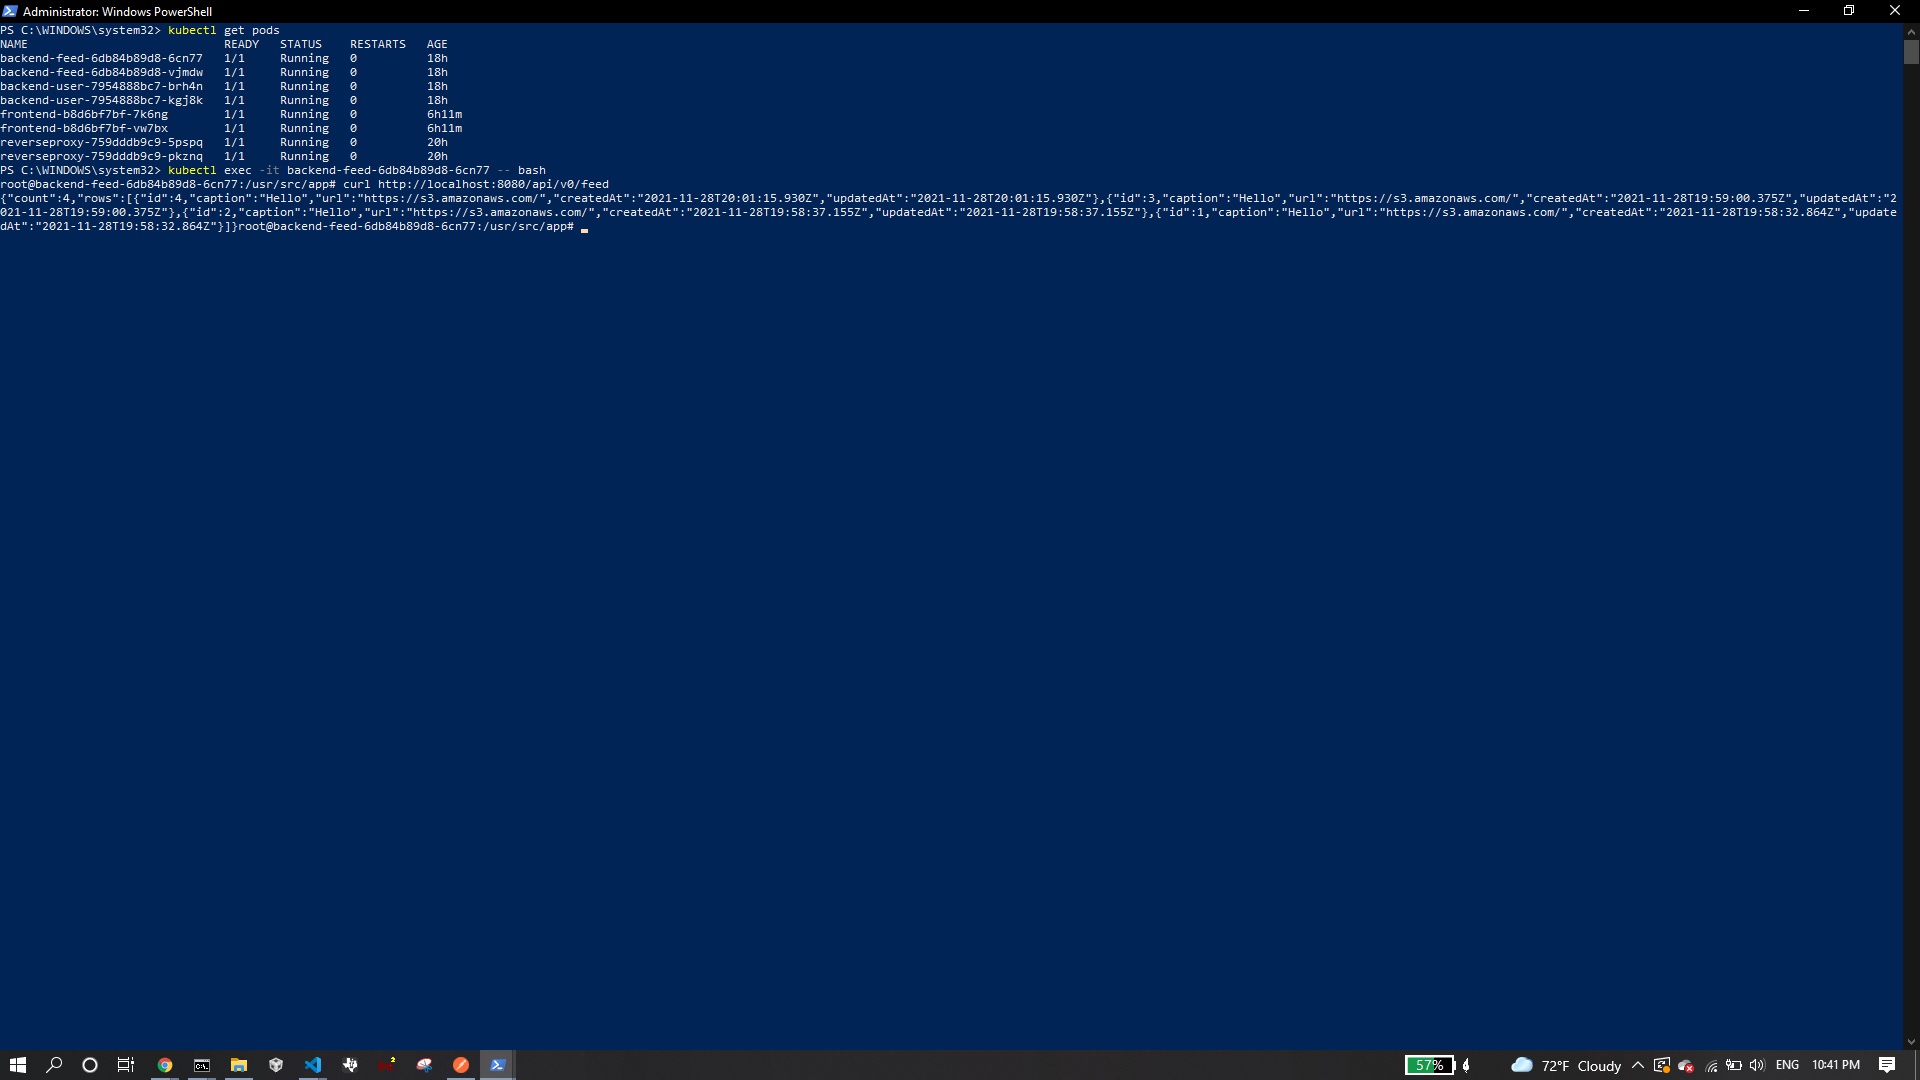 Administrator: Windows PowerShell
PS C:\WINDOWS\system32> kubectl get pods
NAME READY STATUS RESTARTS AGE
backend-feed-6db84b89d8-6cn77 1/1 Running 0 18h
backend-feed-6db84b89d8-vjmdw 1/1 Running 0 18h
backend-user-7954888bc7-brh4n 1/1 Running 0 18h
backend-user-7954888bc7-kgj8k 1/1 Running 0 18h
frontend-b8d6bf7bf-7k6ng 1/1 Running 0 6h11m
frontend-b8d6bf7bf-vw7bx 1/1 Running 0 6h11m
reverseproxy-759dddb9c9-5pspq 1/1 Running 0 20h
reverseproxy-759dddb9c9-pkznq 1/1 Running 0 20h
PS C:\WINDOWS\system32> kubectl exec -it backend-feed-6db84b89d8-6cn77 -- bash
root@backend-feed-6db84b89d8-6cn77:/usr/src/app# curl http://localhost:8080/api/v0/feed
{"count":4,"rows":[{"id":4,"caption":"Hello","url":"https://s3.amazonaws.com/","createdAt":"2021-11-28T20:01:15.930Z","updatedAt":"2021-11-28T20:01:15.930Z"},{"id":3,"caption":"Hello","url":"https://s3.amazonaws.com/","createdAt":"2021-11-28T19:59:00.375Z","updatedAt":"2
021-11-28T19:59:00.375Z"},{"id":2,"caption":"Hello","url":"https://s3.amazonaws.com/","createdAt":"2021-11-28T19:58:37.155Z","updatedAt":"2021-11-28T19:58:37.155Z"},{"id":1,"caption":"Hello","url":"https://s3.amazonaws.com/","createdAt":"2021-11-28T19:58:32.864Z","update
dAt":"2021-11-28T19:58:32.864Z"}]}root@backend-feed-6db84b89d8-6cn77:/usr/src/app#
57% 72°F Cloudy ENG 10:41 PM